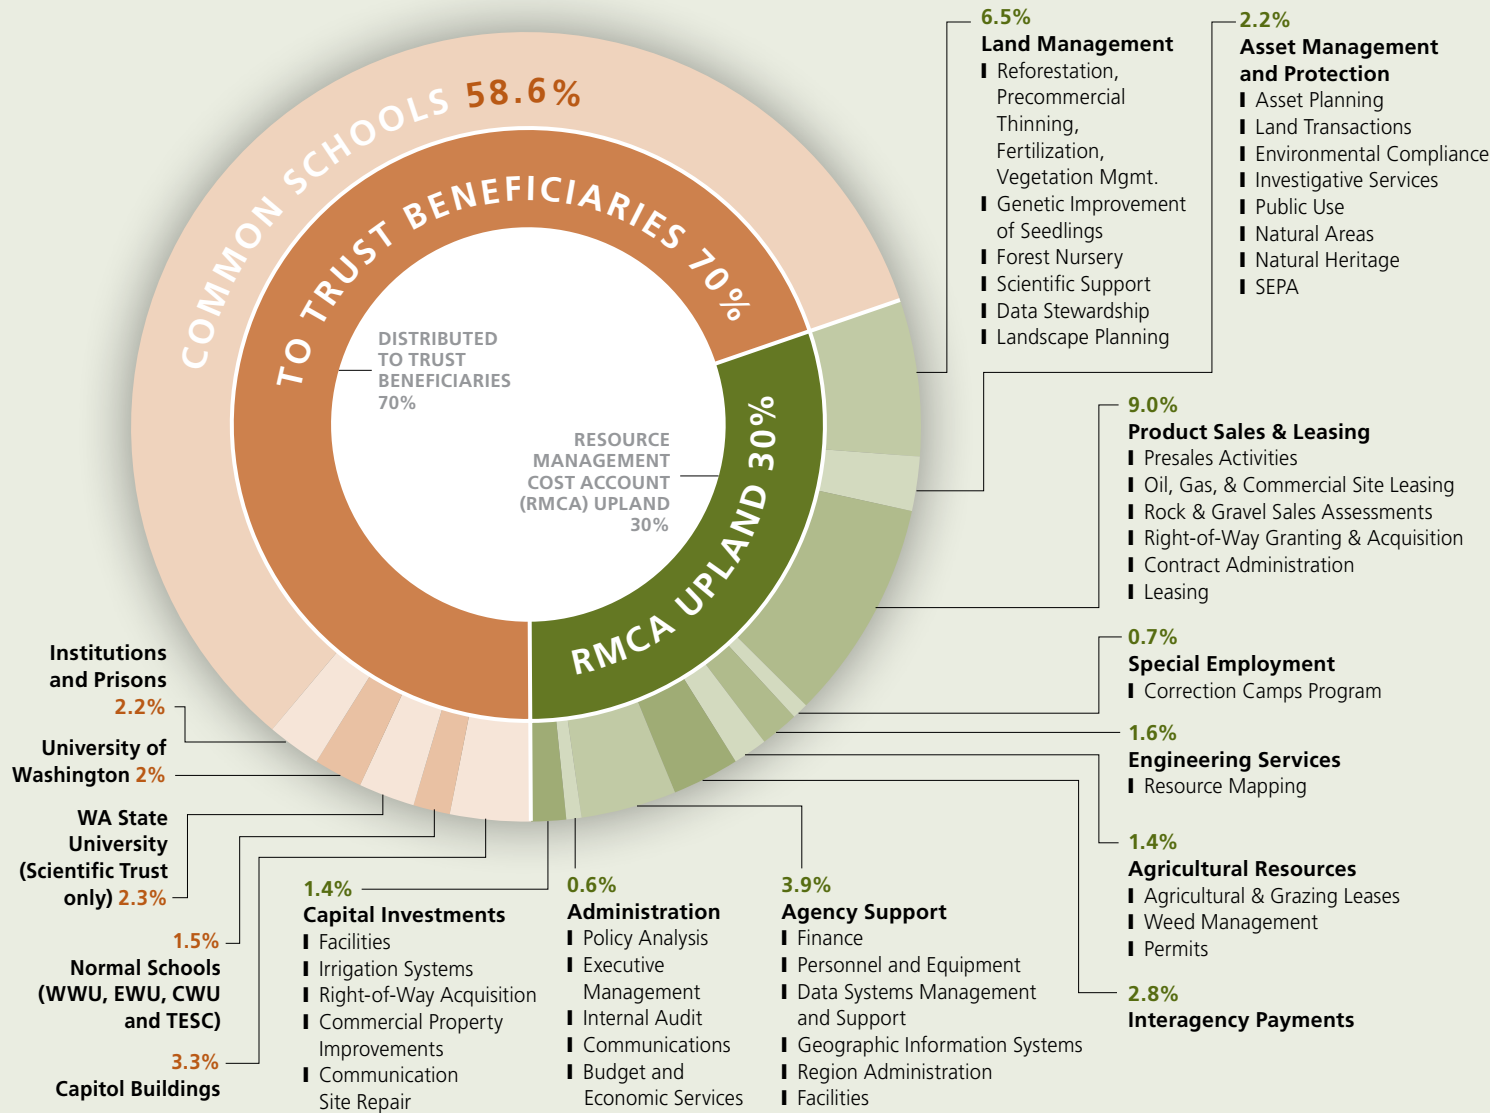 COMMON SCHOOLS 58.6%
TO TRUST BENEFICIARIES 70%
RMCA UPLAND 30%
DISTRIBUTED
TO TRUST
BENEFICIARIES
70%
RESOURCE
MANAGEMENT
COST ACCOUNT
(RMCA) UPLAND
30%
6.5%
Land Management
Reforestation,
Precommercial
Thinning,
Fertilization,
Vegetation Mgmt.
Genetic Improvement
of Seedlings
Forest Nursery
Scientific Support
Data Stewardship
Landscape Planning
2.2%
Asset Management
and Protection
Asset Planning
Land Transactions
Environmental Compliance
Investigative Services
Public Use
Natural Areas
Natural Heritage
SEPA
9.0%
Product Sales & Leasing
Presales Activities
Oil, Gas, & Commercial Site Leasing
Rock & Gravel Sales Assessments
Right-of-Way Granting & Acquisition
Contract Administration
Leasing
0.7%
Special Employment
Correction Camps Program
1.6%
Engineering Services
Resource Mapping
1.4%
Agricultural Resources
Agricultural & Grazing Leases
Weed Management
Permits
2.8%
Interagency Payments
3.9%
Agency Support
Finance
Personnel and Equipment
Data Systems Management
and Support
Geographic Information Systems
Region Administration
Facilities
0.6%
Administration
Policy Analysis
Executive
Management
Internal Audit
Communications
Budget and
Economic Services
1.4%
Capital Investments
Facilities
Irrigation Systems
Right-of-Way Acquisition
Commercial Property
Improvements
Communication
Site Repair
Institutions
and Prisons
2.2%
University of
Washington 2%
WA State
University
(Scientific Trust
only) 2.3%
1.5%
Normal Schools
(WWU, EWU, CWU
and TESC)
3.3%
Capitol Buildings